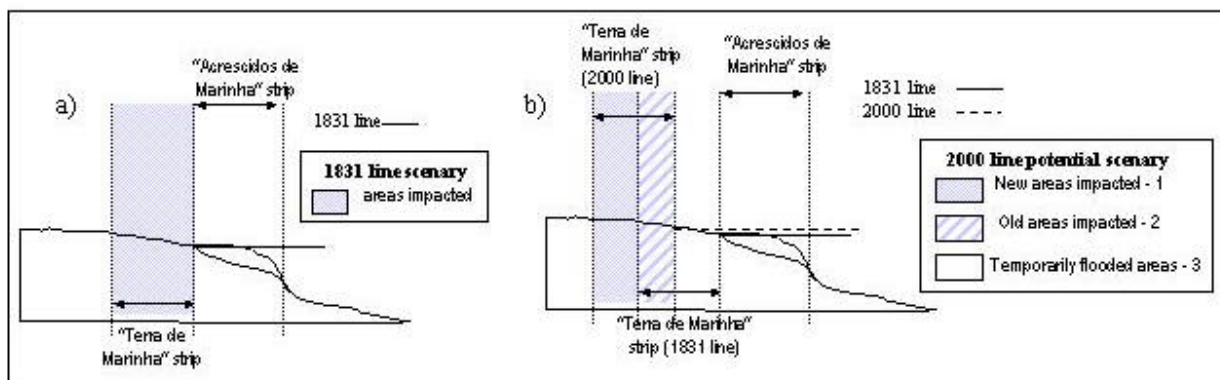 a)
"Acrescidos de
Marinha" strip
1831 line
1831 line scenary
areas impacted
"Terra de
Marinha" strip
b)
"Terra de
Marinha" strip
(2000 line)
"Acrescidos de
Marinha" strip
1831 line
2000 line
2000 line potential scenary
New areas impacted - 1
Old areas impacted - 2
Temporarily flooded areas - 3
"Terra de Marinha"
strip (1831 line)